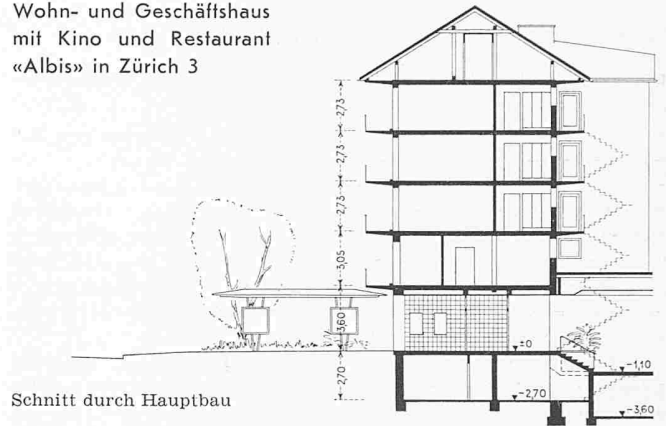 Wohn- und Geschäftshaus
mit Kino und Restaurant
«Albis» in Zürich 3
2,73
2,73
2,73
3,05
3,60
±0
-1,10
2,70
-2,70
-3,60
Schnitt durch Hauptbau